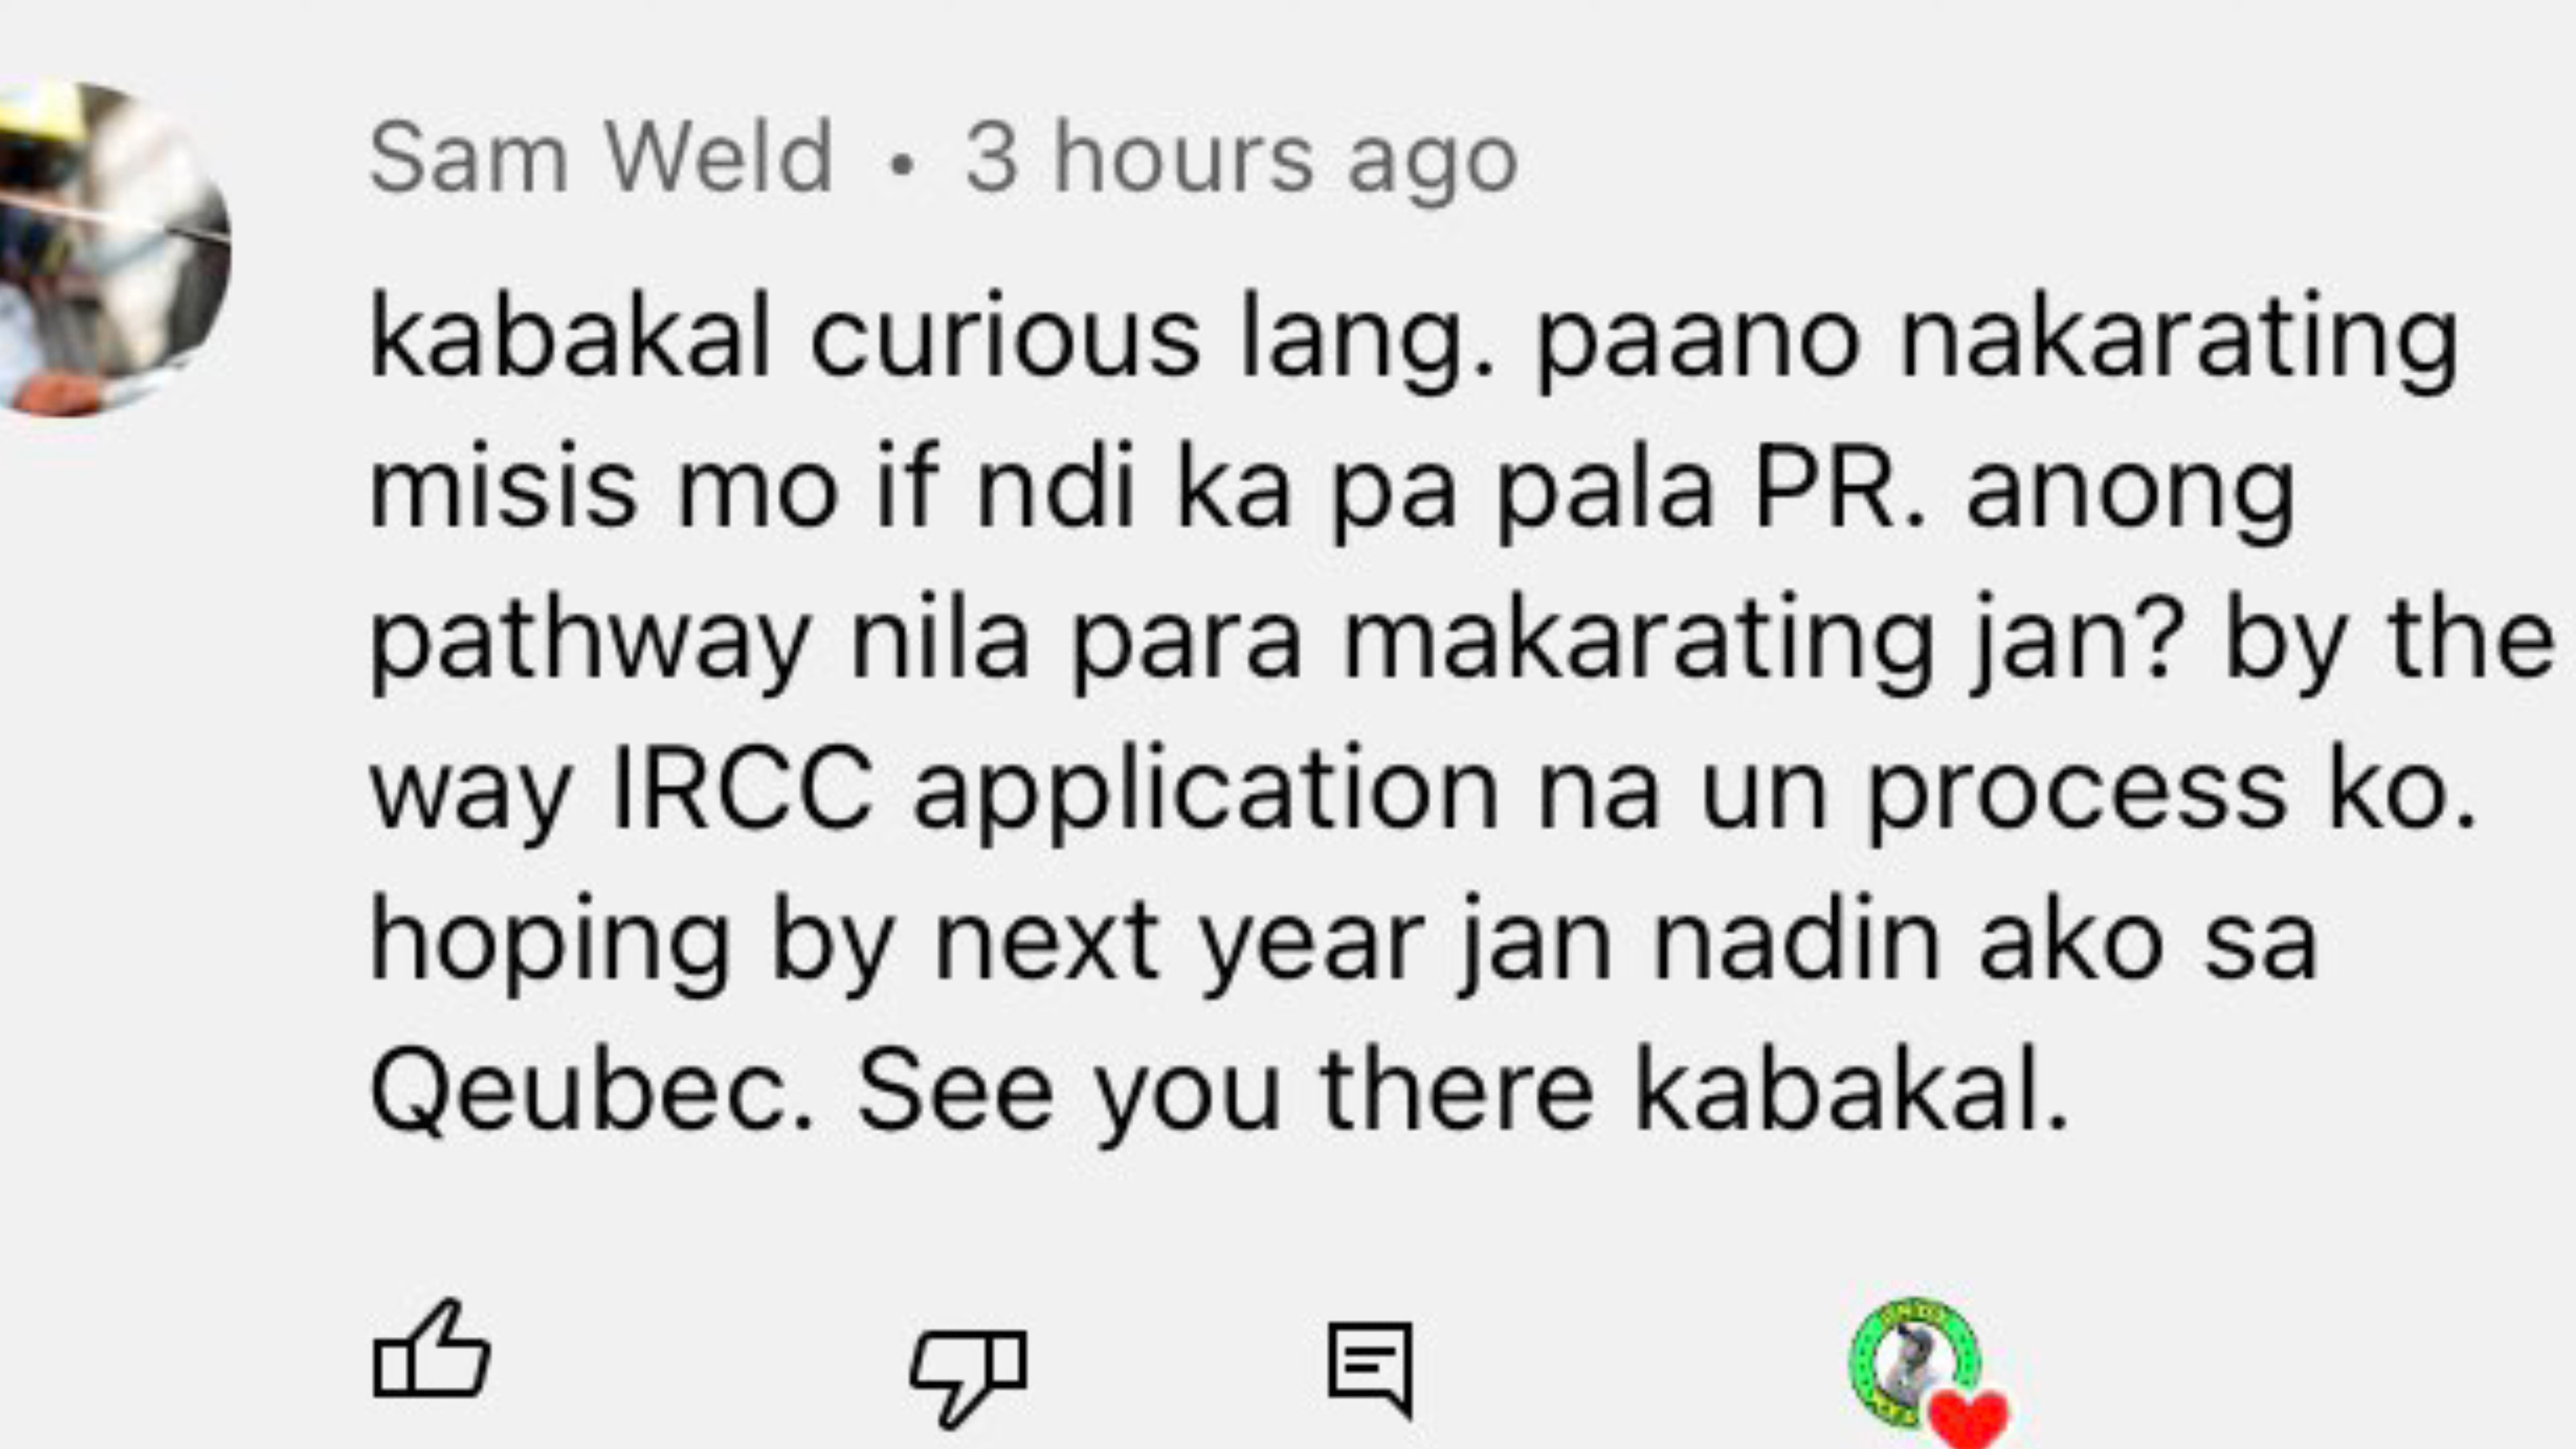 Sam Weld • 3 hours ago
kabakal curious lang. paano nakarating
misis mo if ndi ka pa pala PR. anong
pathway nila para makarating jan? by the
way IRCC application na un process ko.
hoping by next year jan nadin ako sa
Qeubec. See you there kabakal.